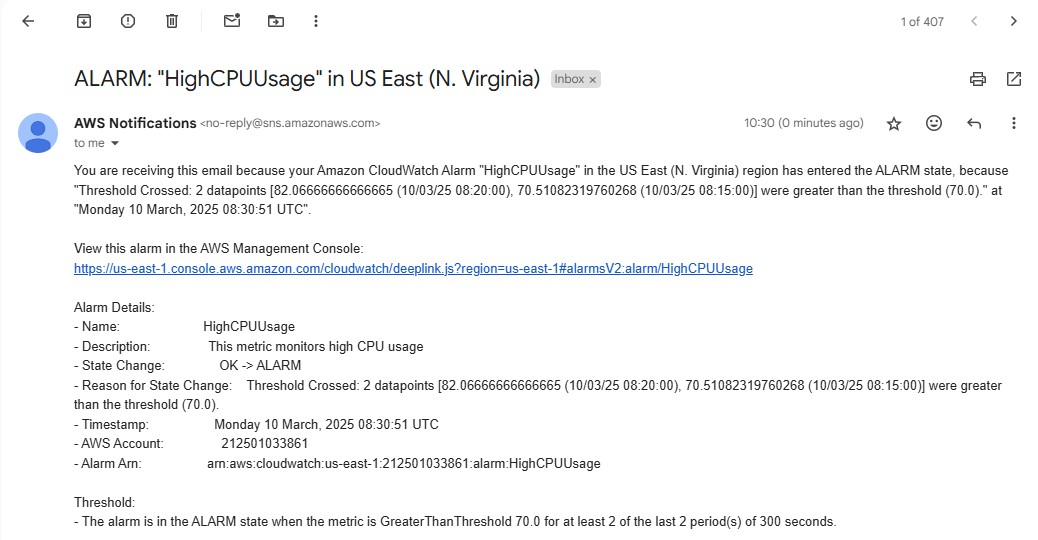 1 of 407
ALARM: "HighCPUUsage" in US East (N. Virginia) Inbox ×
AWS Notifications <no-reply@sns.amazonaws.com> 10:30 (0 minutes ago)
to me
You are receiving this email because your Amazon CloudWatch Alarm "HighCPUUsage" in the US East (N. Virginia) region has entered the ALARM state, because
"Threshold Crossed: 2 datapoints [82.06666666666665 (10/03/25 08:20:00), 70.51082319760268 (10/03/25 08:15:00)] were greater than the threshold (70.0)." at
"Monday 10 March, 2025 08:30:51 UTC".
View this alarm in the AWS Management Console:
https://us-east-1.console.aws.amazon.com/cloudwatch/deeplink.js?region=us-east-1#alarmsV2:alarm/HighCPUUsage
Alarm Details:
- Name: HighCPUUsage
- Description: This metric monitors high CPU usage
- State Change: OK -> ALARM
- Reason for State Change: Threshold Crossed: 2 datapoints [82.06666666666665 (10/03/25 08:20:00), 70.51082319760268 (10/03/25 08:15:00)] were greater
than the threshold (70.0).
- Timestamp: Monday 10 March, 2025 08:30:51 UTC
- AWS Account: 212501033861
- Alarm Arn: arn:aws:cloudwatch:us-east-1:212501033861:alarm:HighCPUUsage
Threshold:
- The alarm is in the ALARM state when the metric is GreaterThanThreshold 70.0 for at least 2 of the last 2 period(s) of 300 seconds.